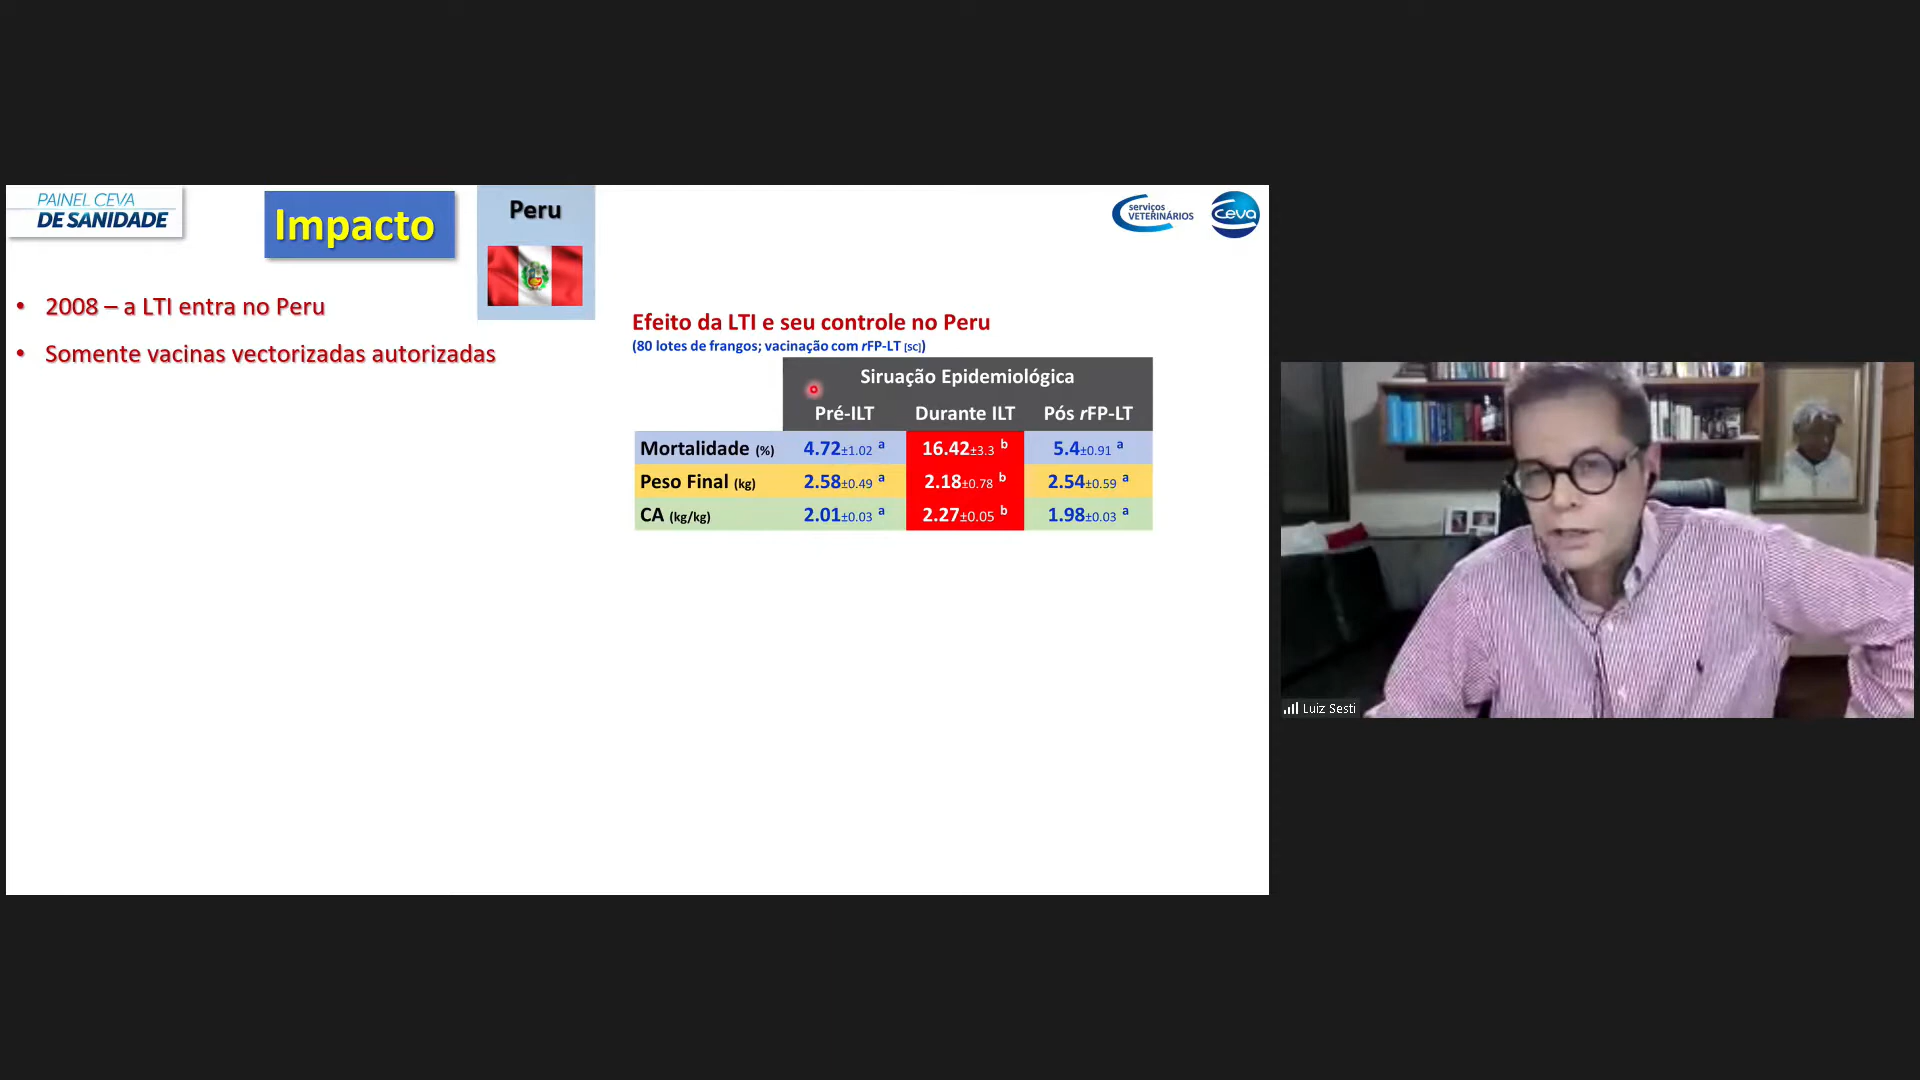 PAINEL CEVA
DE SANIDADE
Impacto
Peru
serviços
VETERINÁRIOS
Ceva
• 2008 – a LTI entra no Peru
• Somente vacinas vectorizadas autorizadas
Efeito da LTI e seu controle no Peru
(80 lotes de frangos; vacinação com rFP-LT [SC])
Siruação Epidemiológica
Pré-ILT Durante ILT Pós rFP-LT
Mortalidade (%) 4.72±1.02 a 16.42±3.3 b 5.4±0.91 a
Peso Final (kg) 2.58±0.49 a 2.18±0.78 b 2.54±0.59 a
CA (kg/kg) 2.01±0.03 a 2.27±0.05 b 1.98±0.03 a
Luiz Sesti